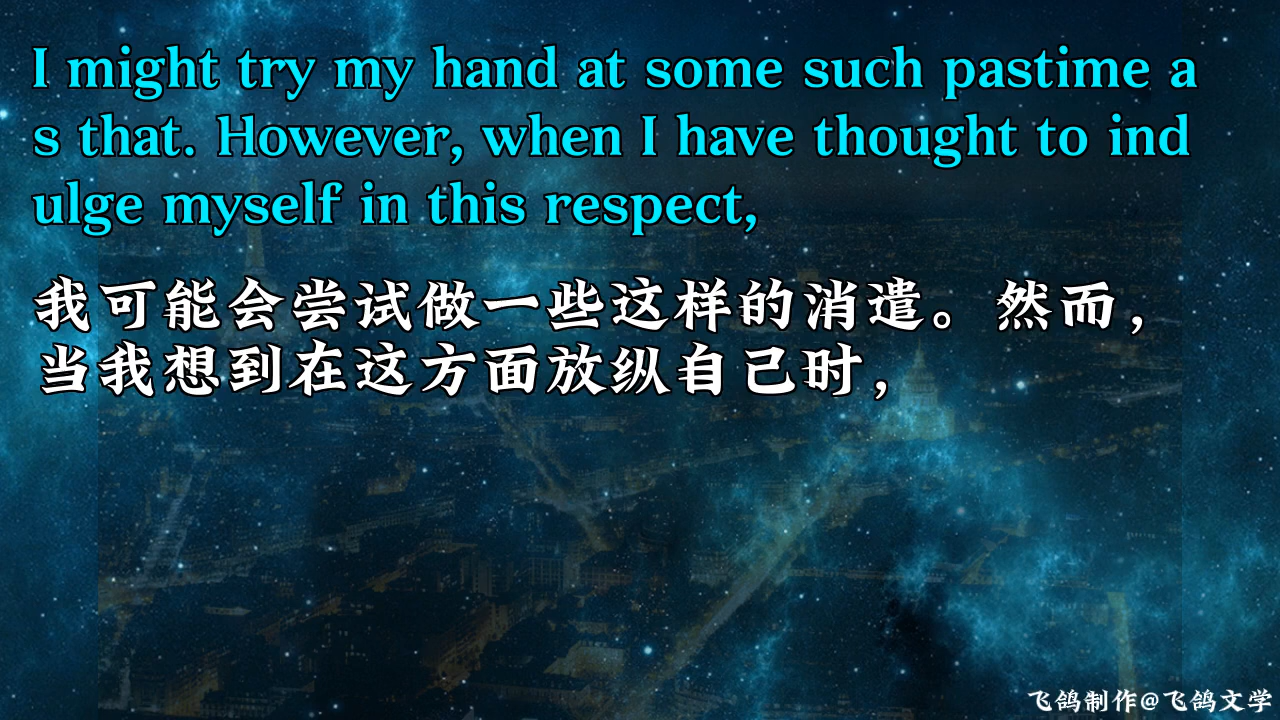 I might try my hand at some such pastime a
s that. However, when I have thought to ind
ulge myself in this respect,
我可能会尝试做一些这样的消遣。然而，
当我想到在这方面放纵自己时，
飞鸽制作@飞鸽文学